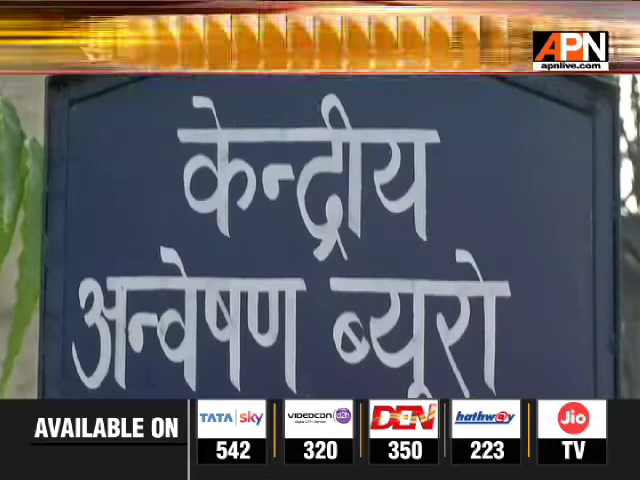 APN
apnlive.com
केन्द्रीय
अन्वेषण ब्यूरो
AVAILABLE ON
TATA sky
542
VIDEOCON d2h
320
DEN
350
hathway
223
Jio
TV